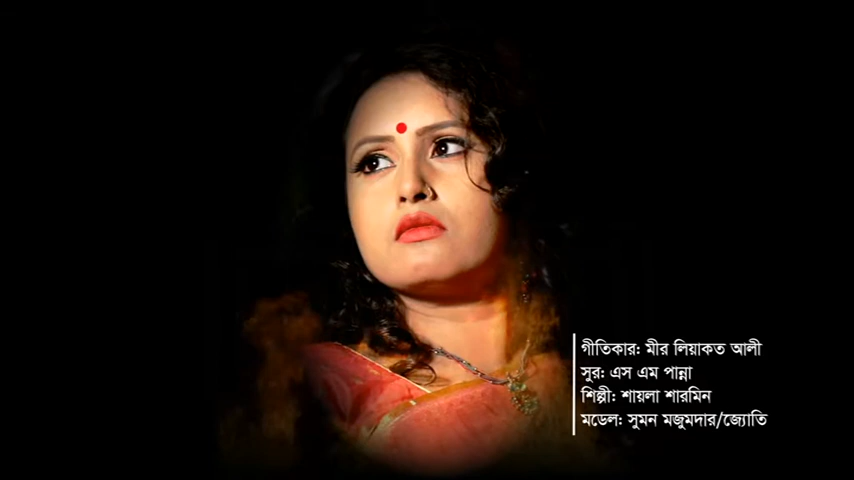 গীতিকার: মীর লিয়াকত আলী
সুর: এস এম পান্না
শিল্পী: শায়লা শারমিন
মডেল: সুমন মজুমদার/জ্যোতি